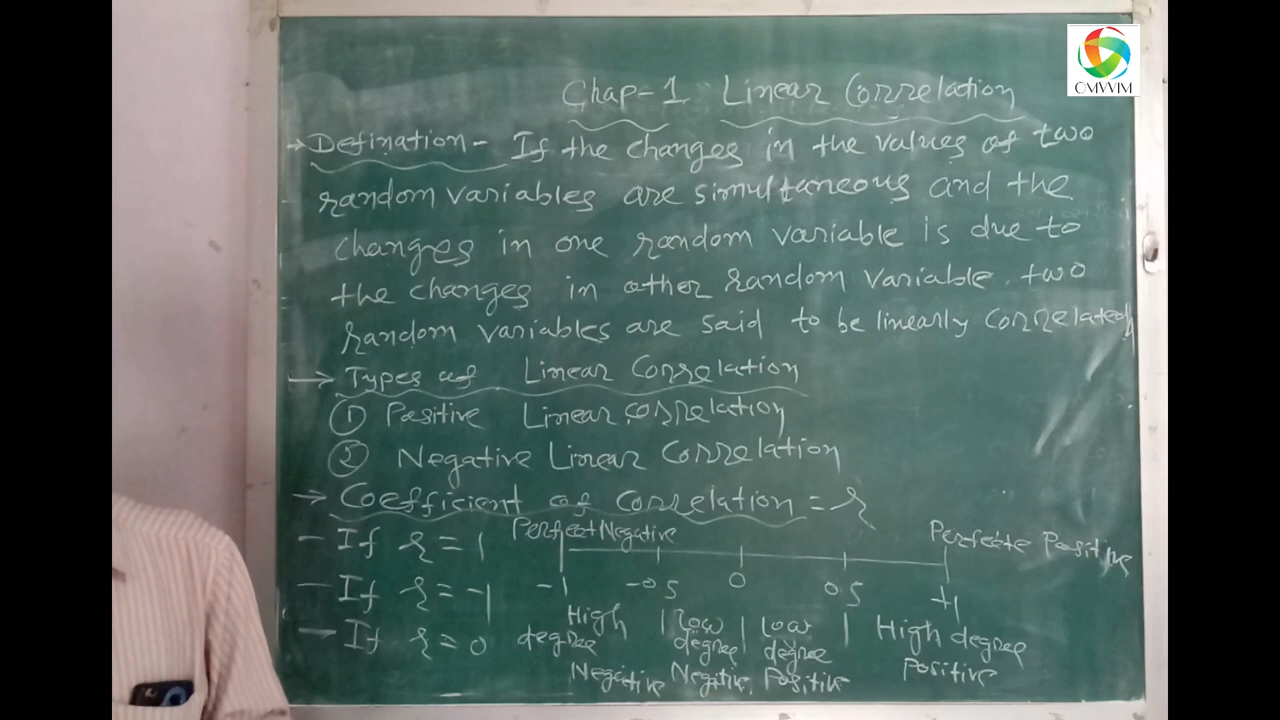 CMVVIM
Chap-1 Linear Correlation
→ Defination - If the changes in the values of two
random variables are simultaneous and the
changes in one random variable is due to
the changes in other random variable. two
random variables are said to be linearly correlated,
→ Types of Linear Correlation
① Positive Linear correlation
② Negative Linear Correlation
→ Coefficient of Correlation = r
- If r = 1
Perfect Negative
Perfecte Positive
- If r = -1
-1 -0.5 0 0.5 +1
- If r = 0
High degree Negative | Low degree Negative | Low degree Positive | High degree Positive